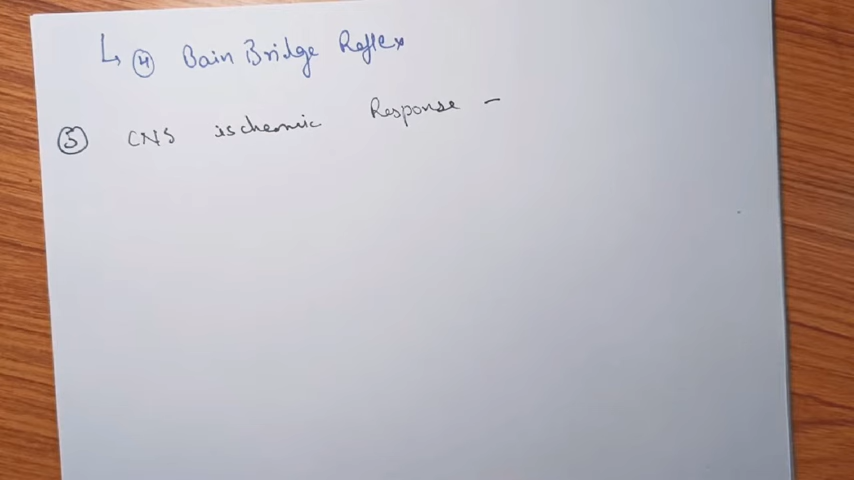 ↳ ④ Bain Bridge Reflex
⑤ CNS ischemic Response -